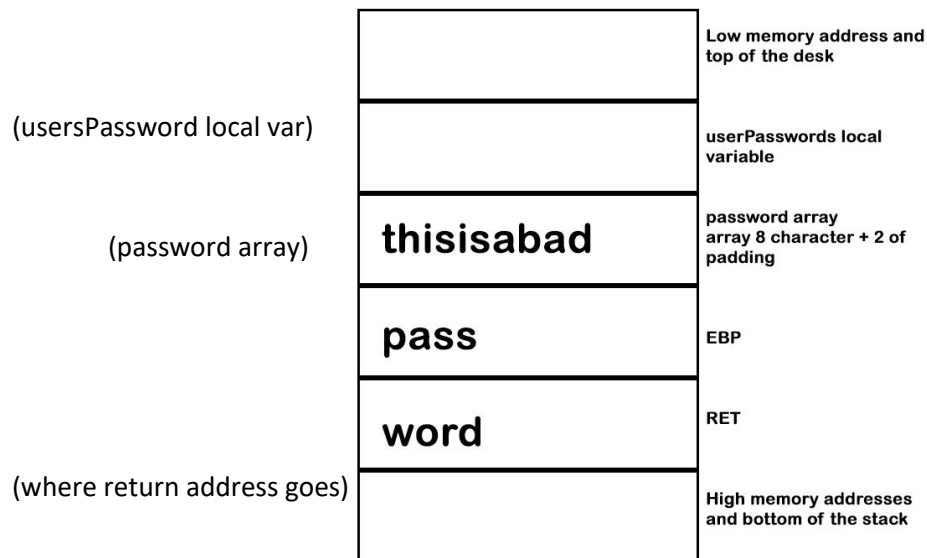 Low memory address and
top of the desk
(usersPassword local var)
userPasswords local
variable
(password array)
thisisabad
password array
array 8 character + 2 of
padding
pass
EBP
word
RET
(where return address goes)
High memory addresses
and bottom of the stack